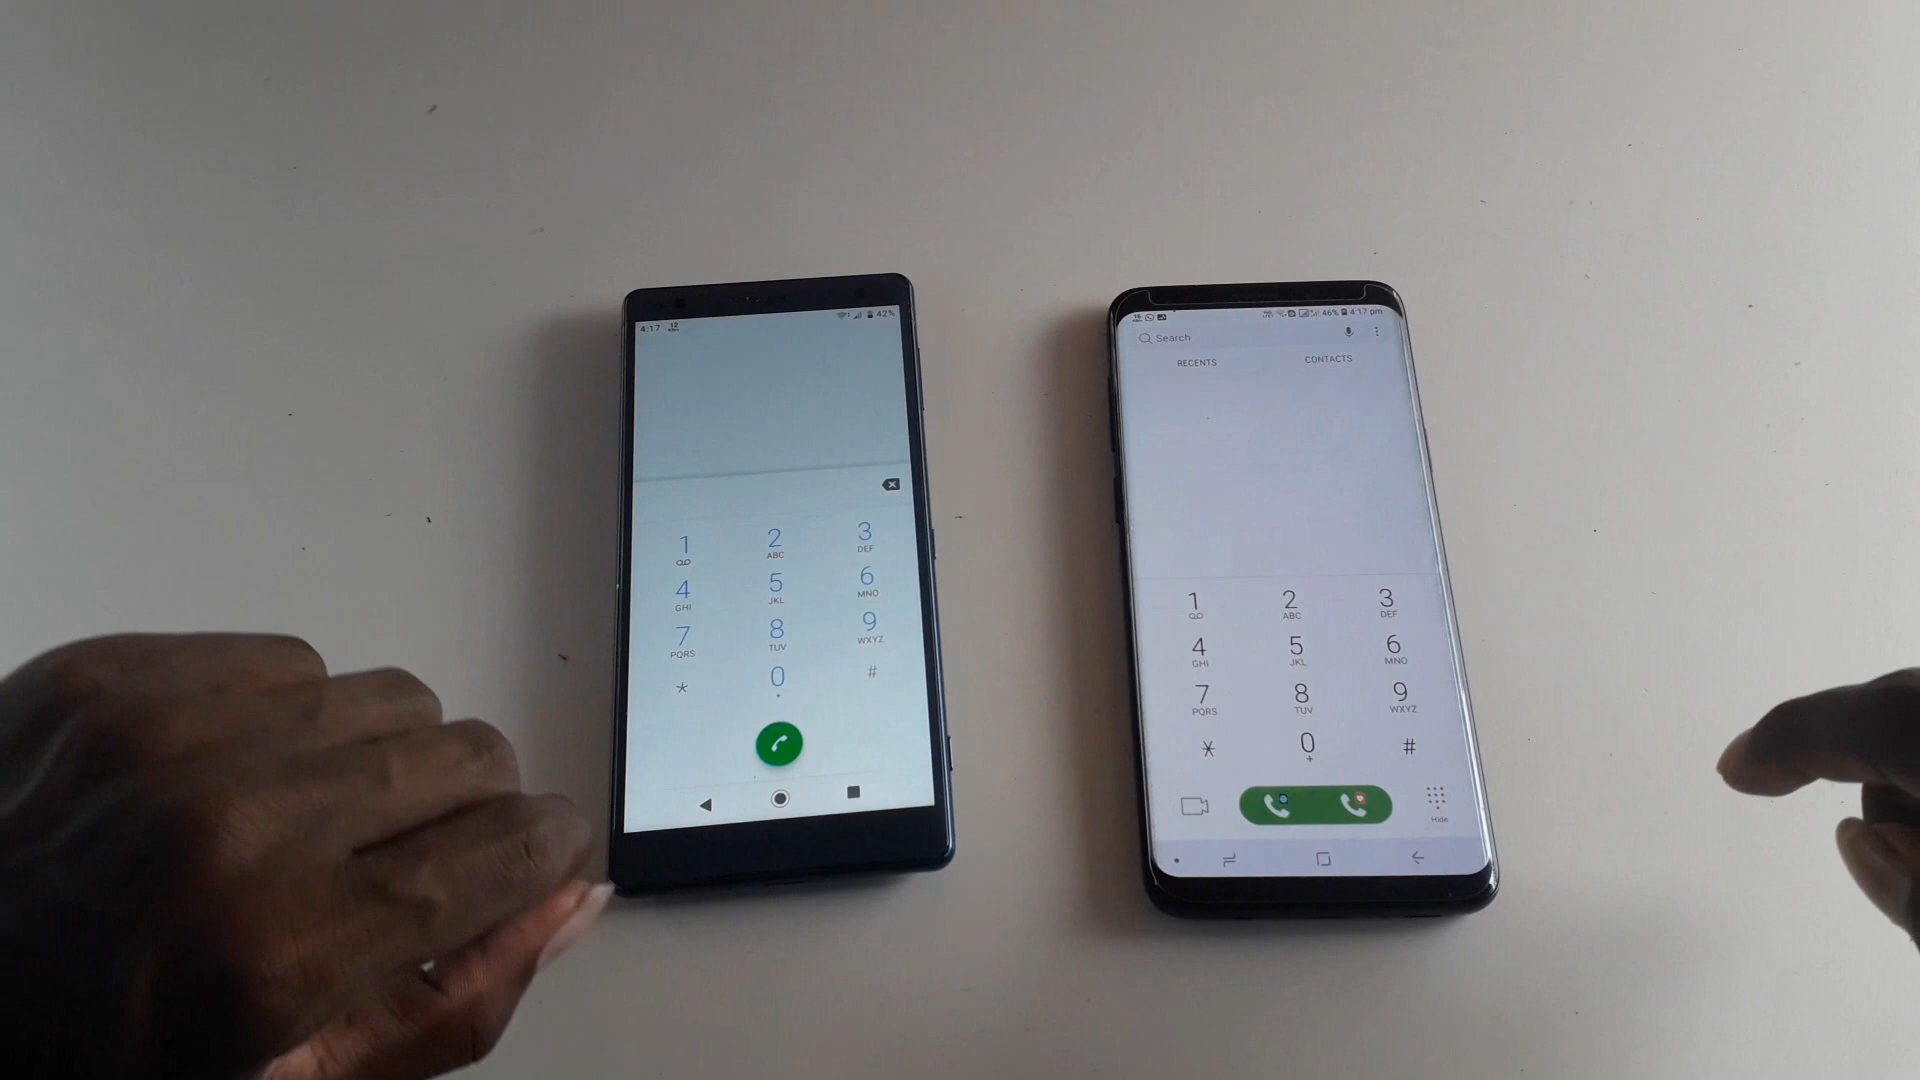 4:17
12
42%
1
2
ABC
3
DEF
4
GHI
5
JKL
6
MNO
7
PQRS
8
TUV
9
WXYZ
*
0
+
#
46% 4:17 pm
Search
RECENTS
CONTACTS
1
2
ABC
3
DEF
4
GHI
5
JKL
6
MNO
7
PQRS
8
TUV
9
WXYZ
*
0
+
#
Hide